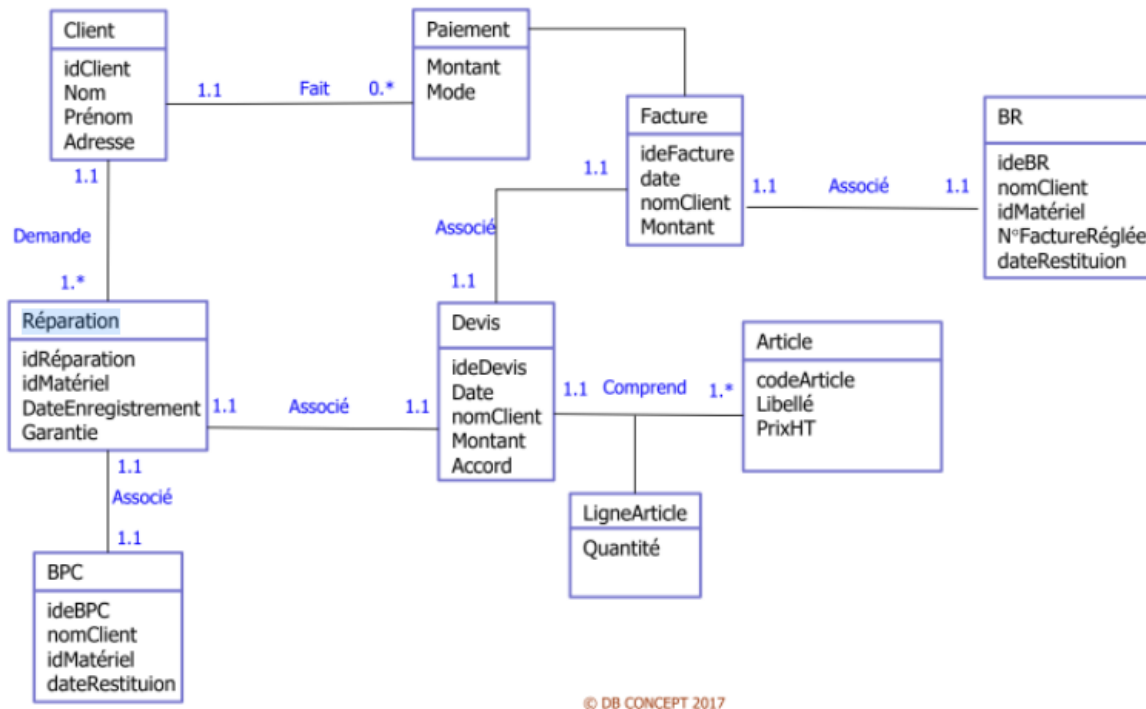 Client
idClient
Nom
Prénom
Adresse
1.1
Fait
0.*
Paiement
Montant
Mode
Facture
ideFacture
date
nomClient
Montant
1.1
Associé
1.1
BR
ideBR
nomClient
idMatériel
N°FactureRéglée
dateRestituion
1.1
Demande
1.*
1.1
Associé
1.1
Réparation
idRéparation
idMatériel
DateEnregistrement
Garantie
1.1
Associé
1.1
Devis
ideDevis
Date
nomClient
Montant
Accord
1.1
Comprend
1.*
Article
codeArticle
Libellé
PrixHT
LigneArticle
Quantité
1.1
Associé
1.1
BPC
ideBPC
nomClient
idMatériel
dateRestituion
© DB CONCEPT 2017